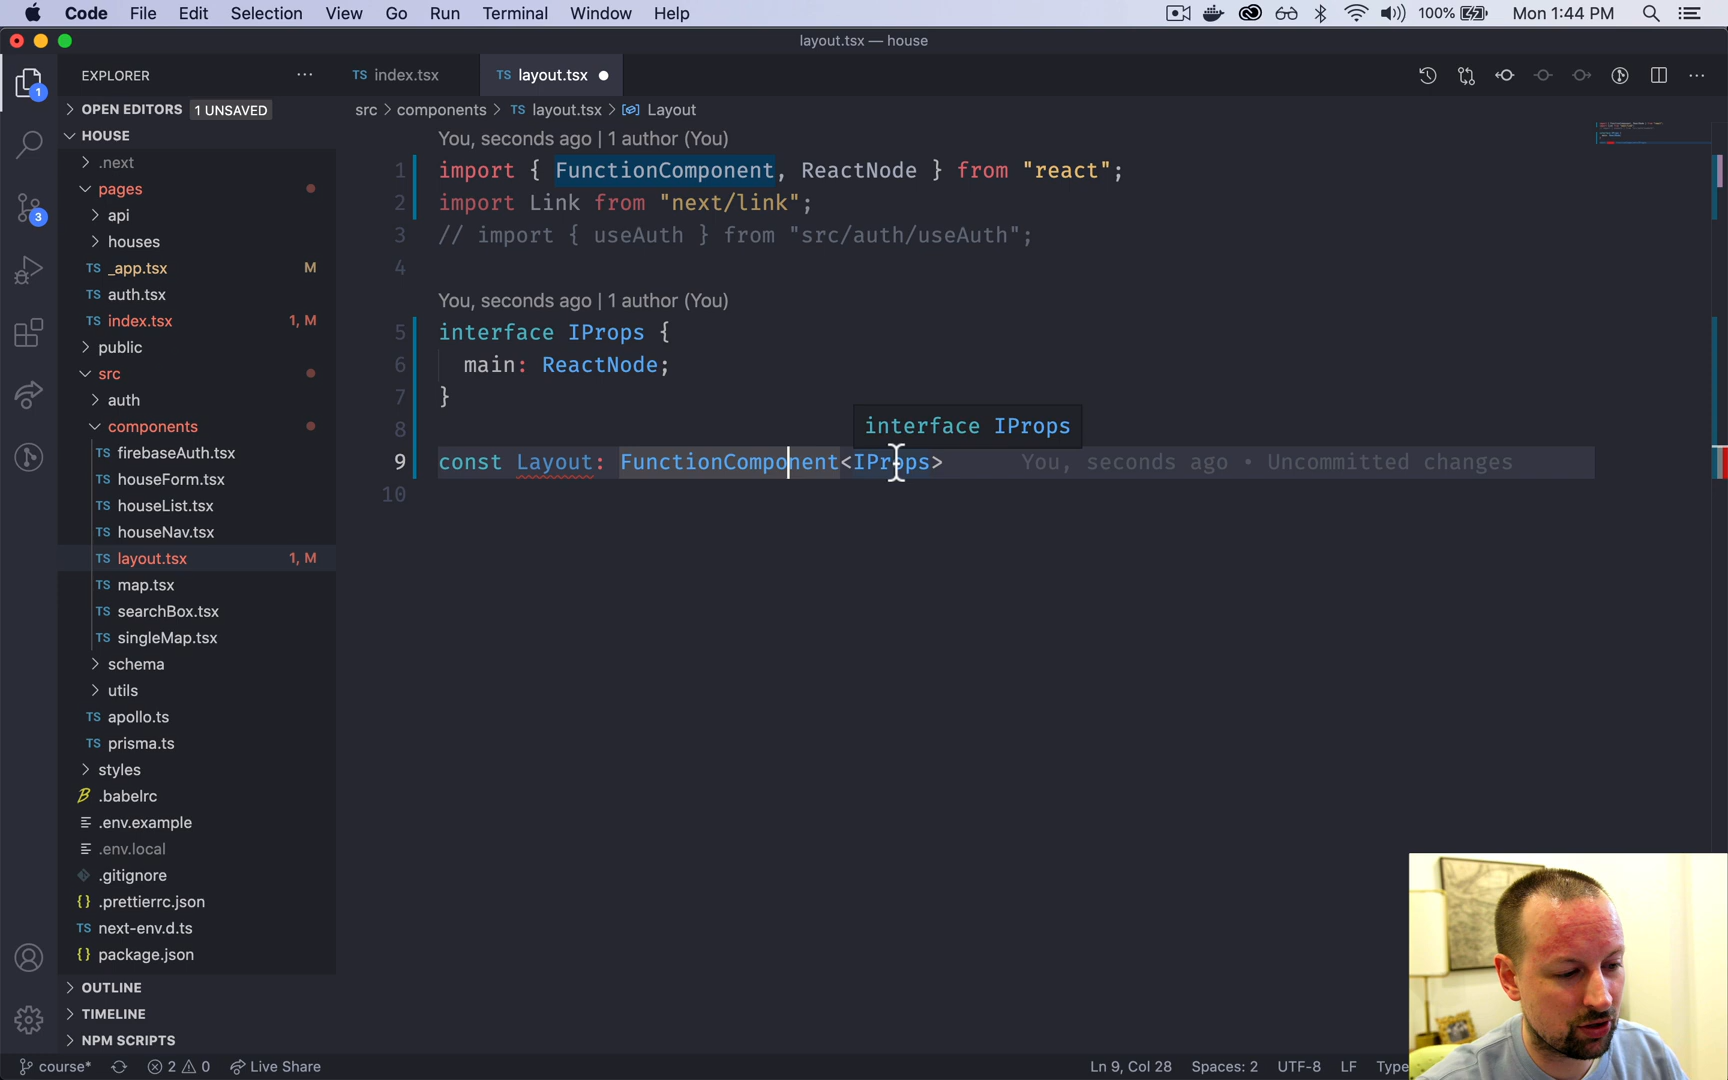 Code File Edit Selection View Go Run Terminal Window Help 100% Mon 1:44 PM
layout.tsx — house
EXPLORER ... TS index.tsx TS layout.tsx
OPEN EDITORS 1 UNSAVED
src > components > TS layout.tsx > Layout
HOUSE
.next
pages
api
houses
TS _app.tsx M
TS auth.tsx
TS index.tsx 1, M
public
src
auth
components
TS firebaseAuth.tsx
TS houseForm.tsx
TS houseList.tsx
TS houseNav.tsx
TS layout.tsx 1, M
TS map.tsx
TS searchBox.tsx
TS singleMap.tsx
schema
utils
TS apollo.ts
TS prisma.ts
styles
.babelrc
.env.example
.env.local
.gitignore
{} .prettierrc.json
TS next-env.d.ts
{} package.json
OUTLINE
TIMELINE
NPM SCRIPTS
1
3
You, seconds ago | 1 author (You)
1 import { FunctionComponent, ReactNode } from "react";
2 import Link from "next/link";
3 // import { useAuth } from "src/auth/useAuth";
4
You, seconds ago | 1 author (You)
5 interface IProps {
6 main: ReactNode;
7 }
8
interface IProps
9 const Layout: FunctionComponent<IProps> You, seconds ago • Uncommitted changes
10
course* 2 0 Live Share Ln 9, Col 28 Spaces: 2 UTF-8 LF Type